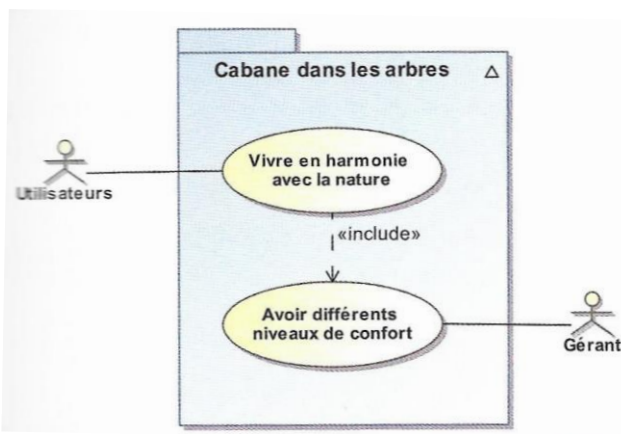 Cabane dans les arbres
Utilisateurs
Vivre en harmonie
avec la nature
«include»
Avoir différents
niveaux de confort
Gérant